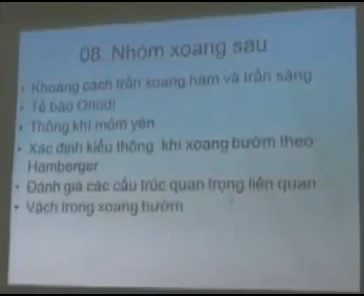 08. Nhóm xoang sau
• Khoảng cách trần xoang hàm và trần sàng
• Tế bào Onodi
• Thông khí mỏm yên
• Xác định kiểu thông khí xoang bướm theo
Hamberger
• Đánh giá các cấu trúc quan trọng liên quan
• Vách trong xoang bướm